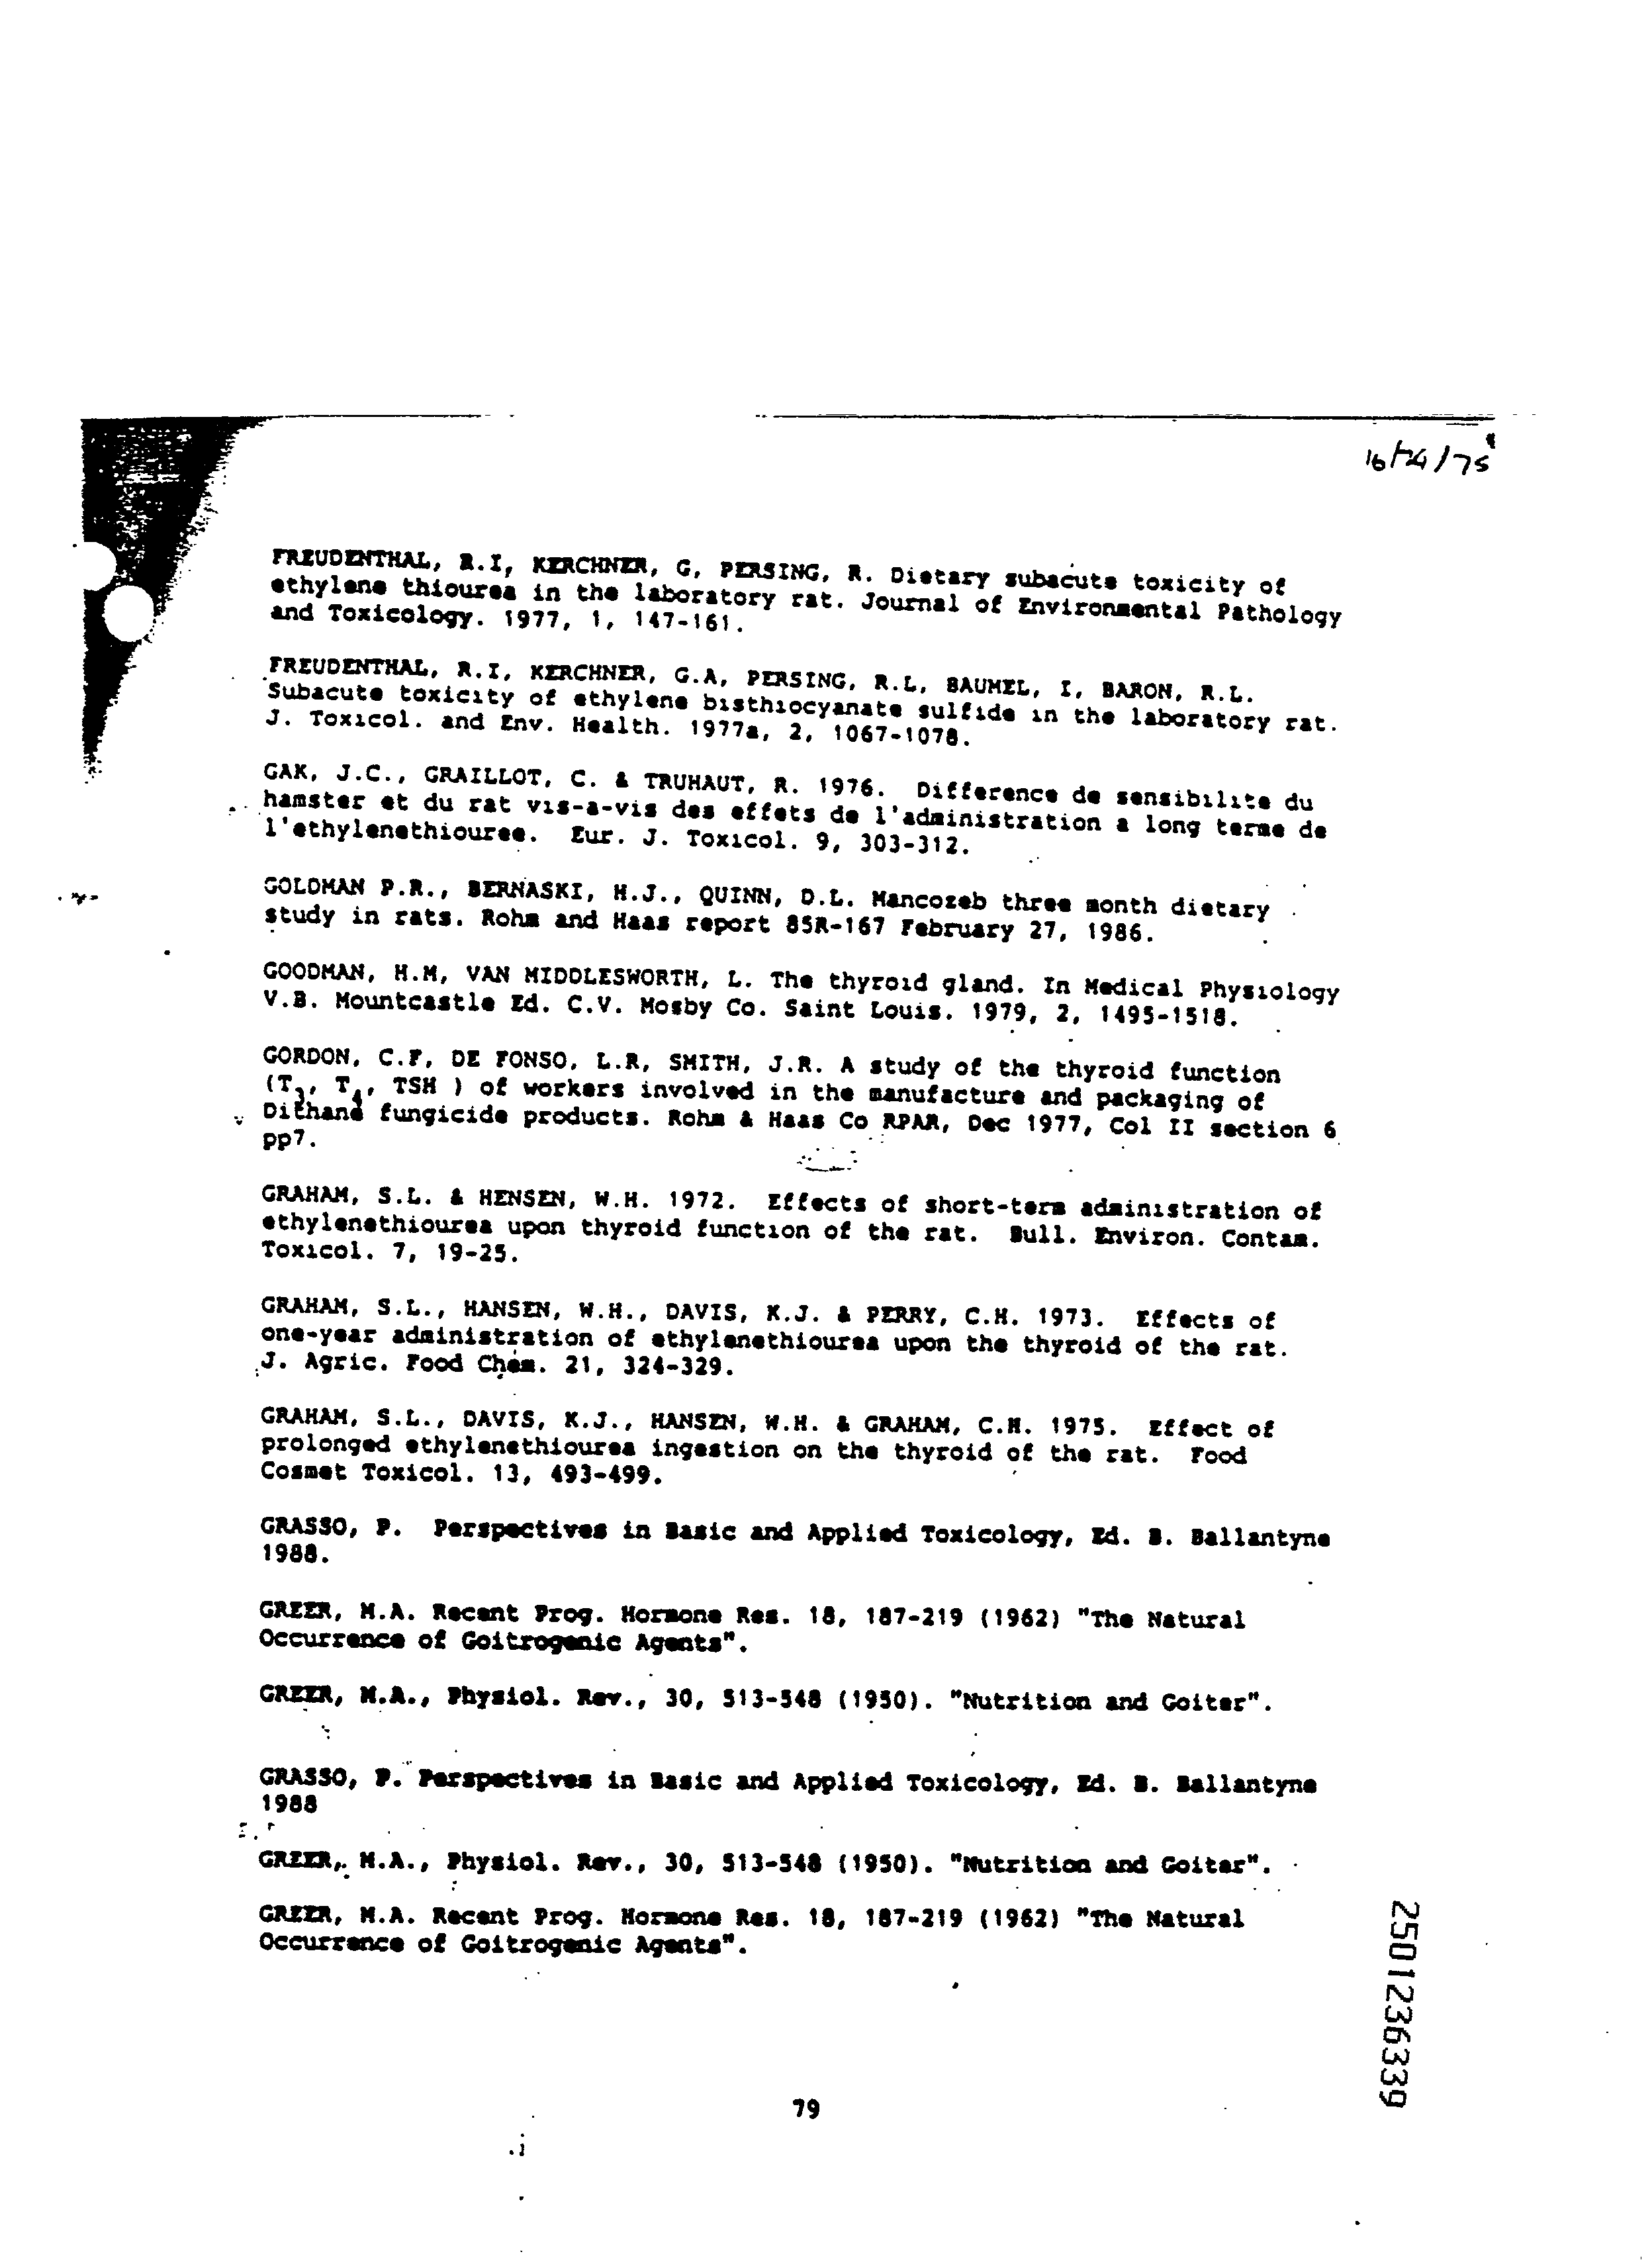 16/24/75
FREUDENTHAL, R.I, KERCHNER, G, PERSING, R. Dietary subacute toxicity of
ethylene thiourea in the laboratory rat. Journal of Environmental Pathology
and Toxicology. 1977, 1, 147-161.
FREUDENTHAL, R.I, KERCHNER, G.A, PERSING, R.L, BAUMEL, I, BARON, R.L.
Subacute toxicity of ethylene bisthiocyanate sulfide in the laboratory rat.
J. Toxicol. and Env. Health. 1977a, 2, 1067-1078.
GAK, J.C., GRAILLOT, C. & TRUHAUT, R. 1976. Difference de sensibilite du
hamster et du rat vis-a-vis des effets de l'administration a long terme de
l'ethylenethiouree. Eur. J. Toxicol. 9, 303-312.
GOLDMAN P.R., BERNASKI, H.J., QUINN, D.L. Mancozeb three month dietary
study in rats. Rohm and Haas report 85R-167 February 27, 1986.
GOODMAN, H.M, VAN MIDDLESWORTH, L. The thyroid gland. In Medical Physiology
V.B. Mountcastle Ed. C.V. Mosby Co. Saint Louis. 1979, 2, 1495-1518.
GORDON, C.F, DE FONSO, L.R, SMITH, J.R. A study of the thyroid function
(T3, T4, TSH ) of workers involved in the manufacture and packaging of
Dithane fungicide products. Rohm & Haas Co RPAR, Dec 1977, Col II section 6
pp7.
GRAHAM, S.L. & HENSEN, W.H. 1972. Effects of short-term administration of
ethylenethiourea upon thyroid function of the rat. Bull. Environ. Contam.
Toxicol. 7, 19-25.
GRAHAM, S.L., HANSEN, W.H., DAVIS, K.J. & PERRY, C.H. 1973. Effects of
one-year administration of ethylenethiourea upon the thyroid of the rat.
J. Agric. Food Chem. 21, 324-329.
GRAHAM, S.L., DAVIS, K.J., HANSEN, W.H. & GRAHAM, C.H. 1975. Effect of
prolonged ethylenethiourea ingestion on the thyroid of the rat. Food
Cosmet Toxicol. 13, 493-499.
GRASSO, P. Perspectives in Basic and Applied Toxicology, Ed. B. Ballantyne
1988.
GREER, M.A. Recent Prog. Hormone Res. 18, 187-219 (1962) "The Natural
Occurrence of Goitrogenic Agents".
GREER, M.A., Physiol. Rev., 30, 513-548 (1950). "Nutrition and Goiter".
GRASSO, P. Perspectives in Basic and Applied Toxicology, Ed. B. Ballantyne
1988
GREER, M.A., Physiol. Rev., 30, 513-548 (1950). "Nutrition and Goiter".
GREER, M.A. Recent Prog. Hormone Res. 18, 187-219 (1962) "The Natural
Occurrence of Goitrogenic Agents".
2501236339
79